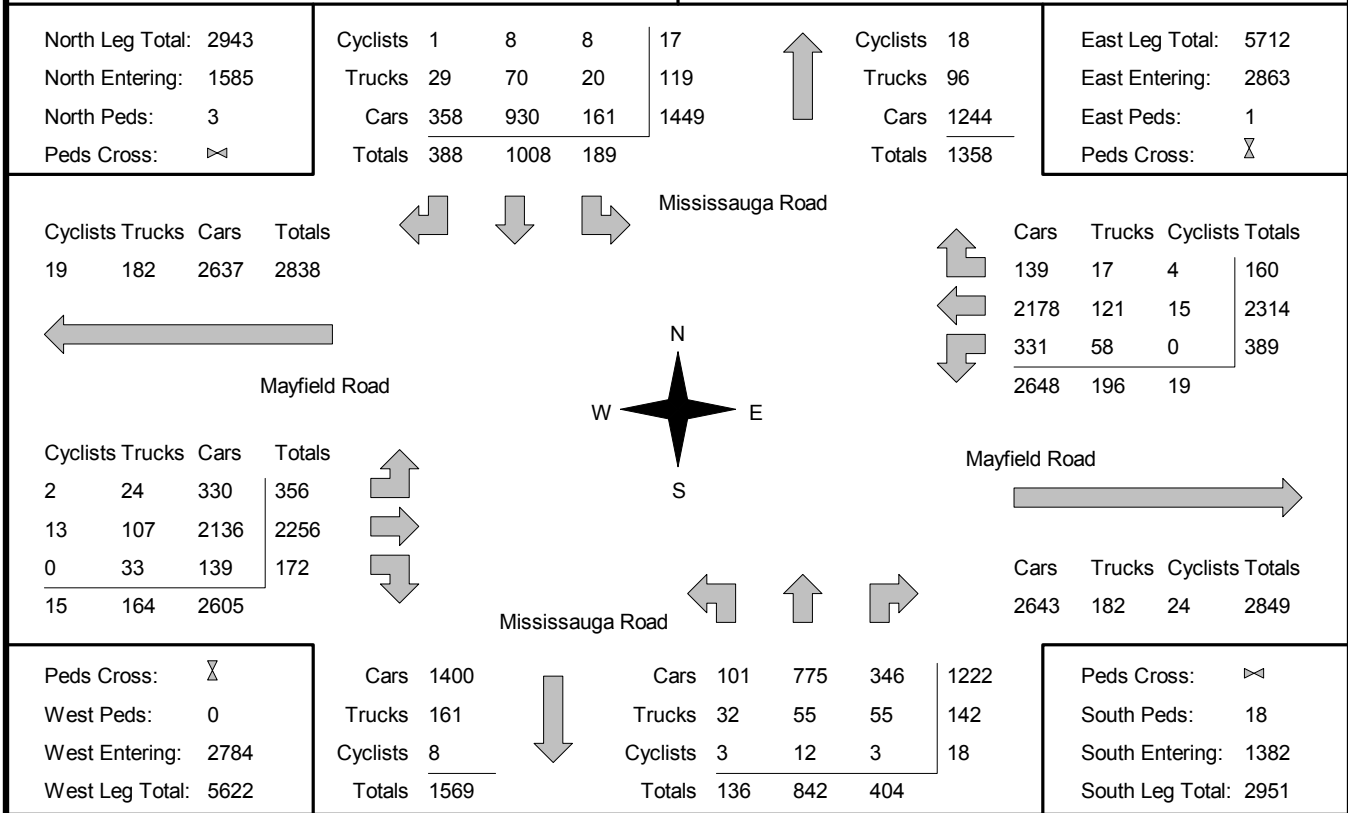 North Leg Total: 2943
North Entering: 1585
North Peds: 3
Peds Cross:
Cyclists 1 8 8 17
Trucks 29 70 20 119
Cars 358 930 161 1449
Totals 388 1008 189
Cyclists 18
Trucks 96
Cars 1244
Totals 1358
East Leg Total: 5712
East Entering: 2863
East Peds: 1
Peds Cross:
Mississauga Road
Cyclists Trucks Cars Totals
19 182 2637 2838
Cars Trucks Cyclists Totals
139 17 4 160
2178 121 15 2314
331 58 0 389
2648 196 19
Mayfield Road
N
W E
S
Cyclists Trucks Cars Totals
2 24 330 356
13 107 2136 2256
0 33 139 172
15 164 2605
Mayfield Road
Cars Trucks Cyclists Totals
2643 182 24 2849
Mississauga Road
Peds Cross:
West Peds: 0
West Entering: 2784
West Leg Total: 5622
Cars 1400
Trucks 161
Cyclists 8
Totals 1569
Cars 101 775 346 1222
Trucks 32 55 55 142
Cyclists 3 12 3 18
Totals 136 842 404
Peds Cross:
South Peds: 18
South Entering: 1382
South Leg Total: 2951